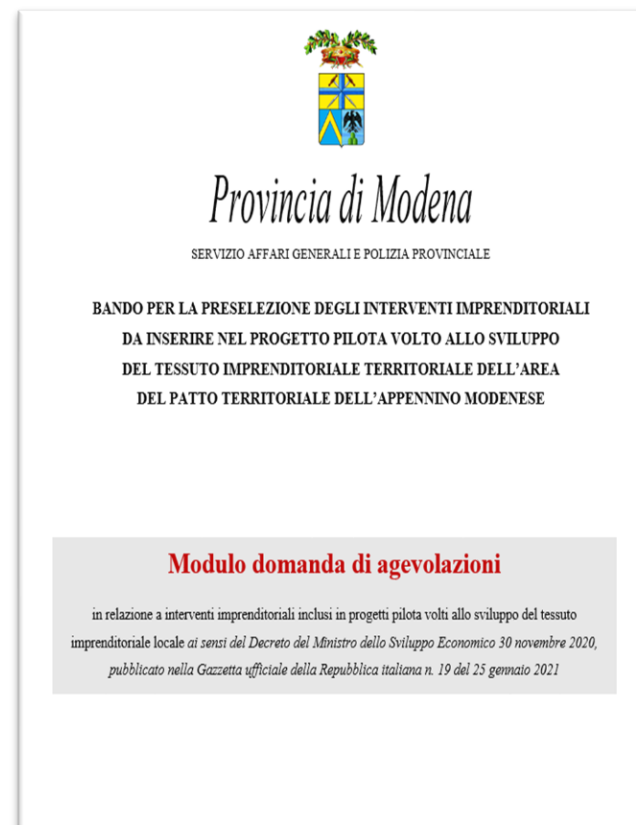 Provincia di Modena
SERVIZIO AFFARI GENERALI E POLIZIA PROVINCIALE
BANDO PER LA PRESELEZIONE DEGLI INTERVENTI IMPRENDITORIALI
DA INSERIRE NEL PROGETTO PILOTA VOLTO ALLO SVILUPPO
DEL TESSUTO IMPRENDITORIALE TERRITORIALE DELL’AREA
DEL PATTO TERRITORIALE DELL’APPENNINO MODENESE
Modulo domanda di agevolazioni
in relazione a interventi imprenditoriali inclusi in progetti pilota volti allo sviluppo del tessuto
imprenditoriale locale ai sensi del Decreto del Ministro dello Sviluppo Economico 30 novembre 2020,
pubblicato nella Gazzetta ufficiale della Repubblica italiana n. 19 del 25 gennaio 2021